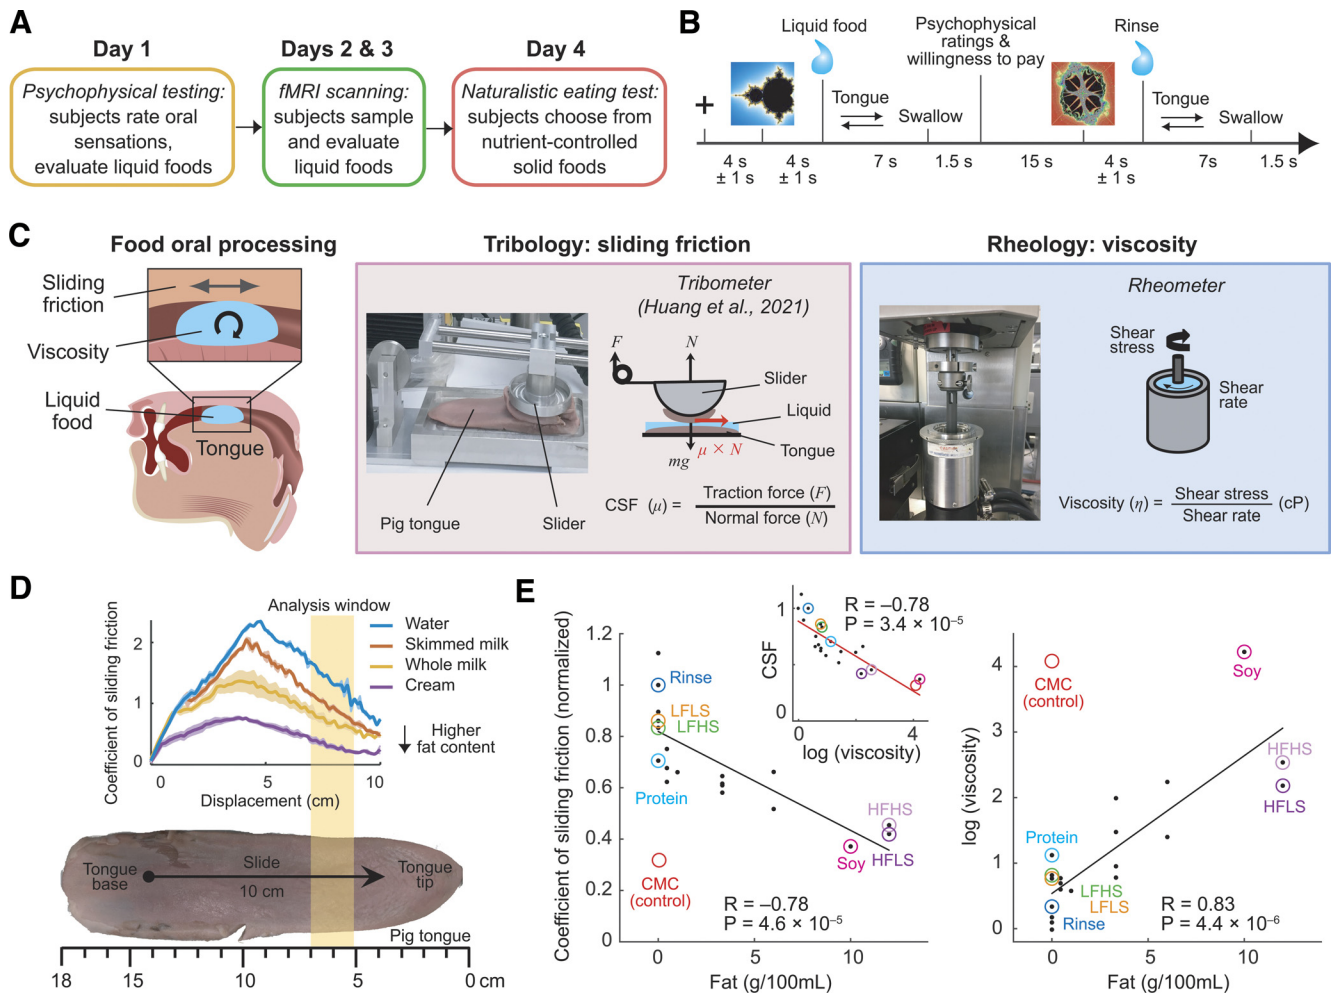 A
Day 1
Days 2 & 3
Day 4
Psychophysical testing:
subjects rate oral
sensations,
evaluate liquid foods
fMRI scanning:
subjects sample
and evaluate
liquid foods
Naturalistic eating test:
subjects choose from
nutrient-controlled
solid foods
B
Liquid food
Psychophysical
ratings &
willingness to pay
Rinse
+
Tongue
Swallow
Tongue
Swallow
4 s
± 1 s
4 s
± 1 s
7 s
1.5 s
15 s
4 s
± 1 s
7s
1.5 s
C
Food oral processing
Sliding
friction
Viscosity
Liquid
food
Tongue
Tribology: sliding friction
Tribometer
(Huang et al., 2021)
F
N
Slider
Liquid
Tongue
mg
μ × N
Pig tongue
Slider
CSF (μ) = Traction force (F)
Normal force (N)
Rheology: viscosity
Rheometer
Shear
stress
Shear
rate
Viscosity (η) = Shear stress (cP)
Shear rate
D
Analysis window
Coefficient of sliding friction
2
1
0
0
5
10
Displacement (cm)
Water
Skimmed milk
Whole milk
Cream
Higher
fat content
Tongue
base
Slide
10 cm
Tongue
tip
Pig tongue
18
15
10
5
0 cm
E
Coefficient of sliding friction (normalized)
1.2
1
0.8
0.6
0.4
0.2
0
Rinse
LFLS
LFHS
Protein
CMC
(control)
HFHS
HFLS
Soy
R = –0.78
P = 4.6 × 10⁻⁵
0
5
10
Fat (g/100mL)
CSF
1
0
0
2
4
log (viscosity)
R = –0.78
P = 3.4 × 10⁻⁵
log (viscosity)
4
3
2
1
0
CMC
(control)
Soy
HFHS
HFLS
Protein
LFHS
LFLS
Rinse
R = 0.83
P = 4.4 × 10⁻⁶
0
5
10
Fat (g/100mL)